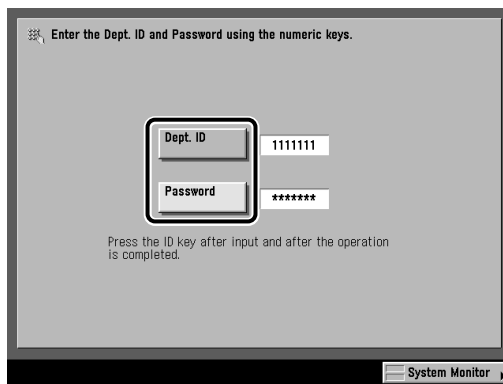 Enter the Dept. ID and Password using the numeric keys.
Dept. ID
1111111
Password
*******
Press the ID key after input and after the operation
is completed.
System Monitor